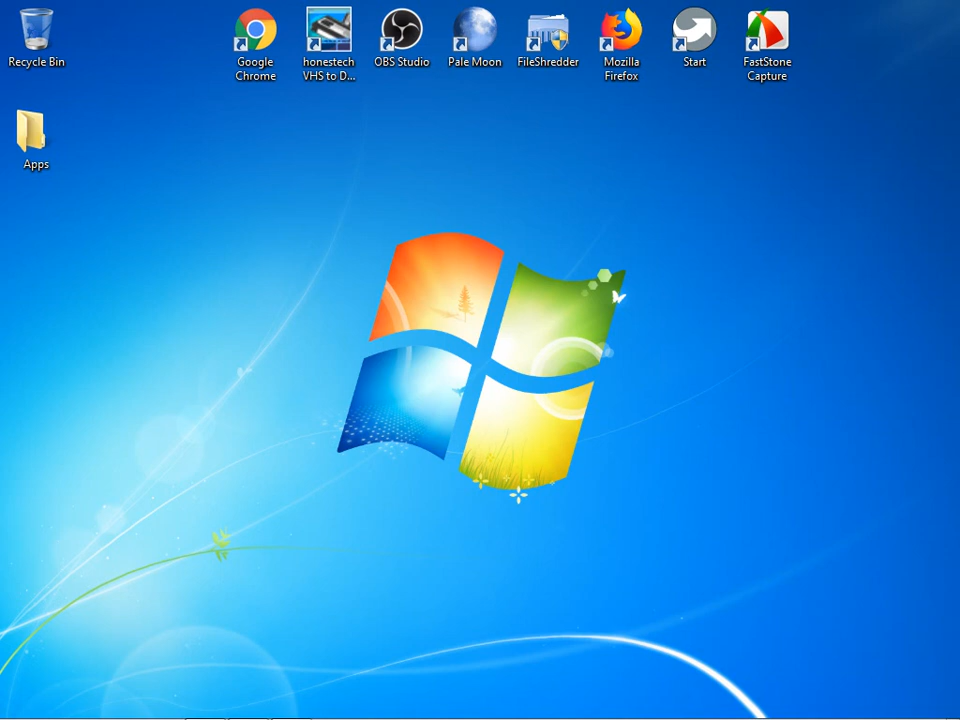 Recycle Bin
Google
Chrome
honestech
VHS to D...
OBS Studio
Pale Moon
FileShredder
Mozilla
Firefox
Start
FastStone
Capture
Apps